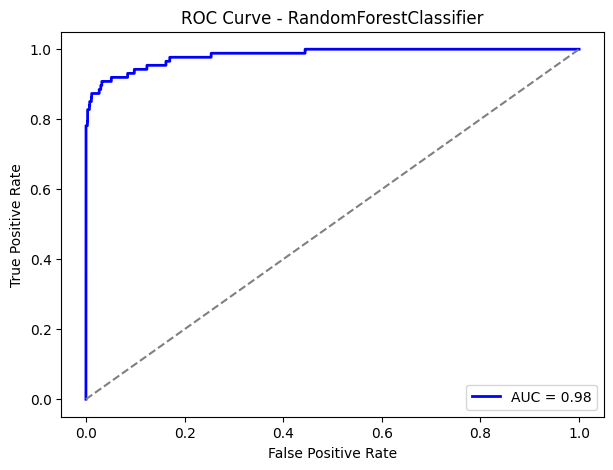 ROC Curve - RandomForestClassifier
True Positive Rate
1.0
0.8
0.6
0.4
0.2
0.0
0.0 0.2 0.4 0.6 0.8 1.0
False Positive Rate
AUC = 0.98